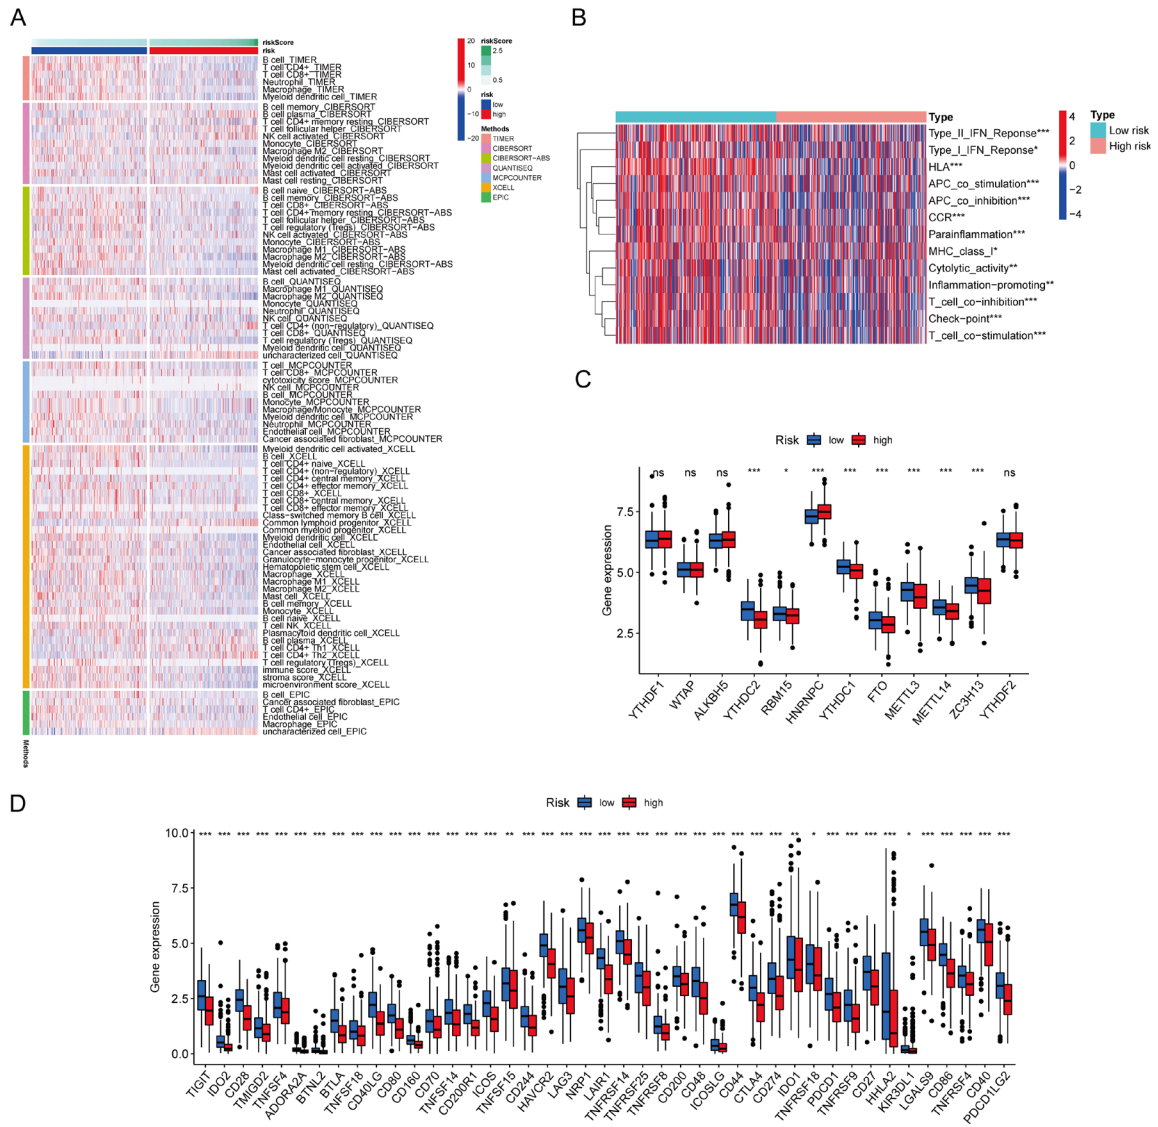 A
riskScore
risk
B cell_TIMER
T cell CD4+_TIMER
T cell CD8+_TIMER
Neutrophil_TIMER
Macrophage_TIMER
Myeloid dendritic cell_TIMER
B cell memory_CIBERSORT
B cell plasma_CIBERSORT
T cell CD4+ memory resting_CIBERSORT
T cell follicular helper_CIBERSORT
NK cell activated_CIBERSORT
Monocyte_CIBERSORT
Macrophage M2_CIBERSORT
Myeloid dendritic cell resting_CIBERSORT
Myeloid dendritic cell activated_CIBERSORT
Mast cell activated_CIBERSORT
Mast cell resting_CIBERSORT
B cell naive_CIBERSORT-ABS
B cell memory_CIBERSORT-ABS
T cell CD8+_CIBERSORT-ABS
T cell CD4+ memory resting_CIBERSORT-ABS
T cell follicular helper_CIBERSORT-ABS
T cell regulatory (Tregs)_CIBERSORT-ABS
NK cell activated_CIBERSORT-ABS
Monocyte_CIBERSORT-ABS
Macrophage M1_CIBERSORT-ABS
Macrophage M2_CIBERSORT-ABS
Myeloid dendritic cell resting_CIBERSORT-ABS
Mast cell activated_CIBERSORT-ABS
B cell_QUANTISEQ
Macrophage M1_QUANTISEQ
Macrophage M2_QUANTISEQ
Monocyte_QUANTISEQ
Neutrophil_QUANTISEQ
NK cell_QUANTISEQ
T cell CD4+ (non-regulatory)_QUANTISEQ
T cell CD8+_QUANTISEQ
T cell regulatory (Tregs)_QUANTISEQ
Myeloid dendritic cell_QUANTISEQ
uncharacterized cell_QUANTISEQ
T cell_MCPCOUNTER
T cell CD8+_MCPCOUNTER
cytotoxicity score_MCPCOUNTER
NK cell_MCPCOUNTER
B cell_MCPCOUNTER
Monocyte_MCPCOUNTER
Macrophage/Monocyte_MCPCOUNTER
Myeloid dendritic cell_MCPCOUNTER
Neutrophil_MCPCOUNTER
Endothelial cell_MCPCOUNTER
Cancer associated fibroblast_MCPCOUNTER
Myeloid dendritic cell activated_XCELL
B cell_XCELL
T cell CD4+ naive_XCELL
T cell CD4+ (non-regulatory)_XCELL
T cell CD4+ central memory_XCELL
T cell CD4+ effector memory_XCELL
T cell CD8+_XCELL
T cell CD8+ central memory_XCELL
T cell CD8+ effector memory_XCELL
Class-switched memory B cell_XCELL
Common lymphoid progenitor_XCELL
Common myeloid progenitor_XCELL
Myeloid dendritic cell_XCELL
Endothelial cell_XCELL
Cancer associated fibroblast_XCELL
Granulocyte-monocyte progenitor_XCELL
Hematopoietic stem cell_XCELL
Macrophage_XCELL
Macrophage M1_XCELL
Macrophage M2_XCELL
Mast cell_XCELL
B cell memory_XCELL
Monocyte_XCELL
B cell naive_XCELL
T cell NK_XCELL
Plasmacytoid dendritic cell_XCELL
B cell plasma_XCELL
T cell CD4+ Th1_XCELL
T cell CD4+ Th2_XCELL
T cell regulatory (Tregs)_XCELL
immune score_XCELL
stroma score_XCELL
microenvironment score_XCELL
B cell_EPIC
Cancer associated fibroblast_EPIC
T cell CD4+_EPIC
Endothelial cell_EPIC
Macrophage_EPIC
uncharacterized cell_EPIC
Methods
20
10
0
−10
−20
riskScore
2.5
0.5
risk
low
high
Methods
TIMER
CIBERSORT
CIBERSORT-ABS
QUANTISEQ
MCPCOUNTER
XCELL
EPIC
B
Type
Type_II_IFN_Reponse***
Type_I_IFN_Reponse*
HLA***
APC_co_stimulation***
APC_co_inhibition***
CCR***
Parainflammation***
MHC_class_I*
Cytolytic_activity**
Inflammation-promoting**
T_cell_co-inhibition***
Check-point***
T_cell_co-stimulation***
4
2
0
−2
−4
Type
Low risk
High risk
C
Risk low high
ns ns ns *** * *** *** *** *** *** *** ns
Gene expression
7.5
5.0
2.5
YTHDF1
WTAP
ALKBH5
YTHDC2
RBM15
HNRNPC
YTHDC1
FTO
METTL3
METTL14
ZC3H13
YTHDF2
D
Risk low high
*** *** *** *** *** *** *** *** *** *** *** *** *** *** *** *** ** *** *** *** *** *** *** *** *** *** *** *** *** *** *** ** * *** *** *** *** * *** *** *** *** ***
Gene expression
10.0
7.5
5.0
2.5
0.0
TIGIT
IDO2
CD28
TMIGD2
TNFSF4
ADORA2A
BTNL2
BTLA
TNFSF18
CD40LG
CD80
CD160
CD70
TNFSF14
CD200R1
ICOS
TNFSF15
CD244
HAVCR2
LAG3
NRP1
LAIR1
TNFRSF14
TNFRSF25
TNFRSF8
CD200
CD48
ICOSLG
CD44
CTLA4
CD274
IDO1
TNFRSF18
PDCD1
TNFRSF9
CD27
HHLA2
KIR3DL1
LGALS9
CD86
TNFRSF4
CD40
PDCD1LG2